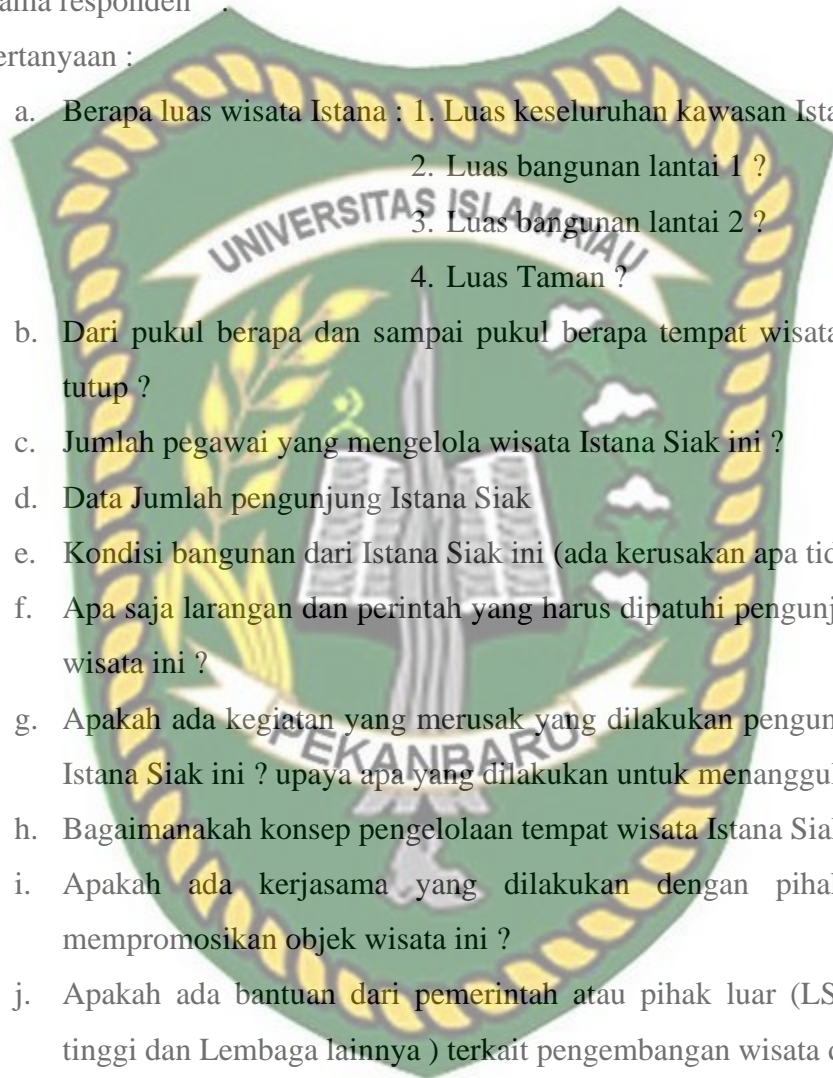 ama responden :
ertanyaan :
a. Berapa luas wisata Istana : 1. Luas keseluruhan kawasan Ista
2. Luas bangunan lantai 1 ?
3. Luas bangunan lantai 2 ?
4. Luas Taman ?
b. Dari pukul berapa dan sampai pukul berapa tempat wisata
tutup ?
c. Jumlah pegawai yang mengelola wisata Istana Siak ini ?
d. Data Jumlah pengunjung Istana Siak
e. Kondisi bangunan dari Istana Siak ini (ada kerusakan apa tid
f. Apa saja larangan dan perintah yang harus dipatuhi pengunj
wisata ini ?
g. Apakah ada kegiatan yang merusak yang dilakukan pengun
Istana Siak ini ? upaya apa yang dilakukan untuk menanggul
h. Bagaimanakah konsep pengelolaan tempat wisata Istana Siak
i. Apakah ada kerjasama yang dilakukan dengan pihak
mempromosikan objek wisata ini ?
j. Apakah ada bantuan dari pemerintah atau pihak luar (LS
tinggi dan Lembaga lainnya ) terkait pengembangan wisata d
UNIVERSITAS ISLAM RIAU
PEKANBARU